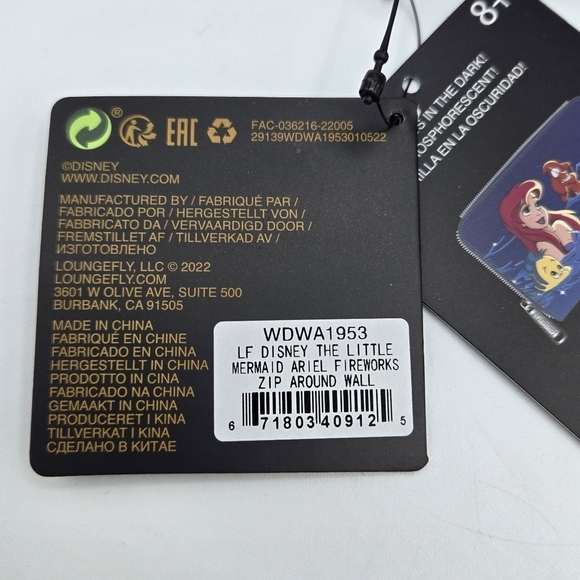 ®
EAC
FAC-036216-22005
29139WDWA1953010522
©DISNEY
WWW.DISNEY.COM
MANUFACTURED BY / FABRIQUÉ PAR /
FABRICADO POR / HERGESTELLT VON /
FABBRICATO DA / VERVAARDIGD DOOR /
FREMSTILLET AF / TILLVERKAD AV /
ИЗГОТОВЛЕНО
LOUNGEFLY, LLC © 2022
LOUNGEFLY.COM
3601 W OLIVE AVE, SUITE 500
BURBANK, CA 91505
MADE IN CHINA
FABRIQUÉ EN CHINE
FABRICADO EN CHINA
HERGESTELLT IN CHINA
PRODOTTO IN CINA
FABRICADO NA CHINA
GEMAAKT IN CHINA
PRODUCERET I KINA
TILLVERKAT I KINA
СДЕЛАНО В КИТАЕ
WDWA1953
LF DISNEY THE LITTLE
MERMAID ARIEL FIREWORKS
ZIP AROUND WALL
6 71803 40912 5
IN THE DARK!
EN LA OSCURIDAD!